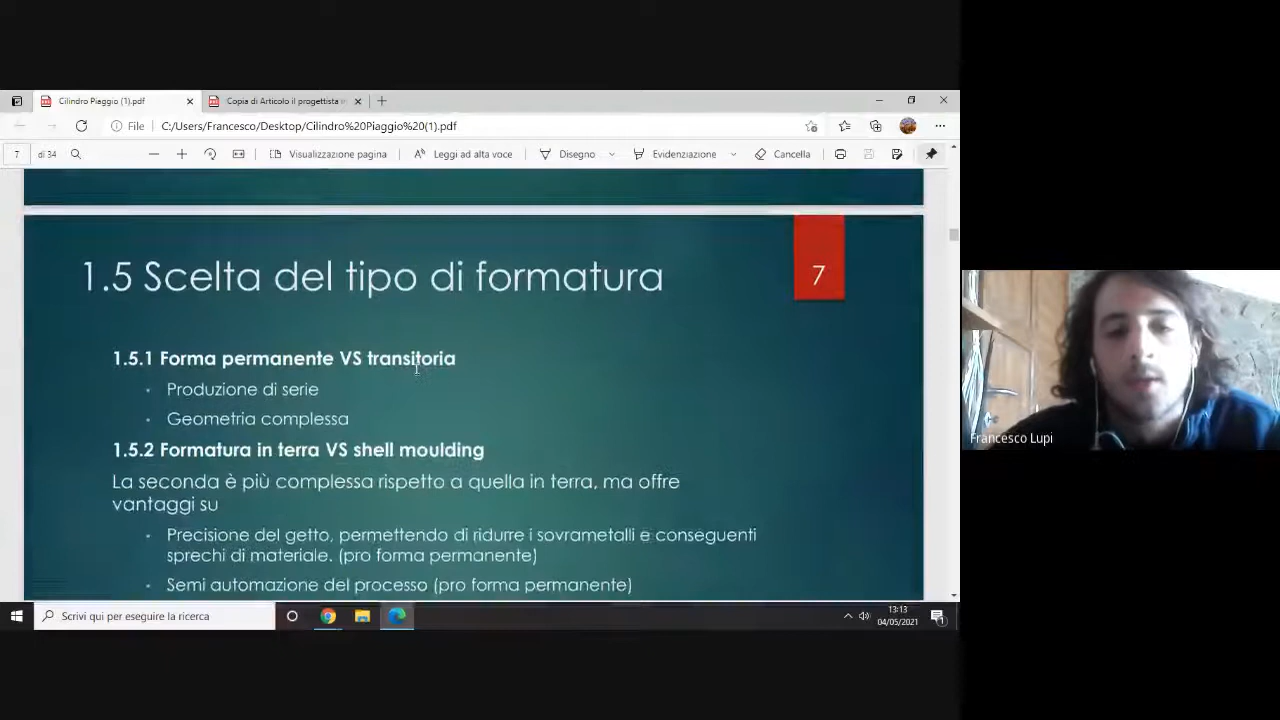 Cilindro Piaggio (1).pdf
Copia di Articolo il progettista
File
C:/Users/Francesco/Desktop/Cilindro%20Piaggio%20(1).pdf
7 di 34
Visualizzazione pagina
Leggi ad alta voce
Disegno
Evidenziazione
Cancella
1.5 Scelta del tipo di formatura
7
1.5.1 Forma permanente VS transitoria
• Produzione di serie
• Geometria complessa
1.5.2 Formatura in terra VS shell moulding
La seconda è più complessa rispetto a quella in terra, ma offre
vantaggi su
• Precisione del getto, permettendo di ridurre i sovrametalli e conseguenti
sprechi di materiale. (pro forma permanente)
• Semi automazione del processo (pro forma permanente)
Scrivi qui per eseguire la ricerca
13:13
04/05/2021
1
Francesco Lupi